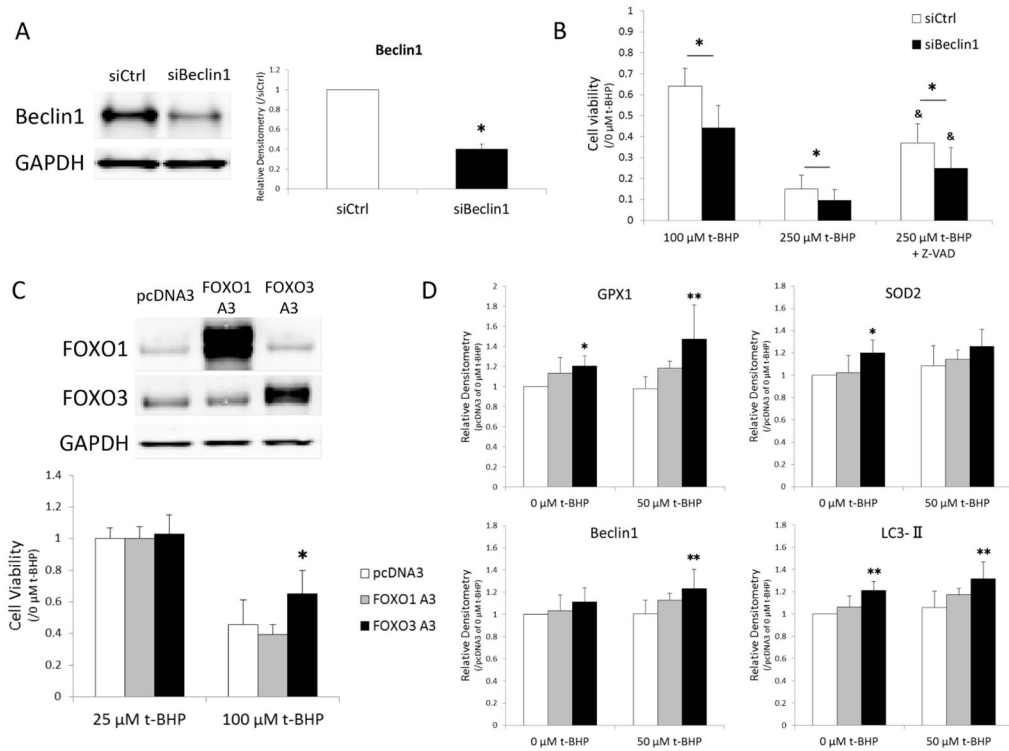 A
siCtrl siBeclin1
Beclin1
GAPDH
Beclin1
Relative Densitometry (/siCtrl)
1.4
1.2
1
0.8
0.6
0.4
0.2
0
*
siCtrl siBeclin1
B
siCtrl
siBeclin1
Cell viability
(/0 μM t-BHP)
1
0.9
0.8
0.7
0.6
0.5
0.4
0.3
0.2
0.1
0
*
*
*
& &
100 μM t-BHP 250 μM t-BHP 250 μM t-BHP
+ Z-VAD
C
pcDNA3 FOXO1 A3 FOXO3 A3
FOXO1
FOXO3
GAPDH
Cell Viability
(/0 μM t-BHP)
1.4
1.2
1
0.8
0.6
0.4
0.2
0
*
25 μM t-BHP 100 μM t-BHP
pcDNA3
FOXO1 A3
FOXO3 A3
D
GPX1
Relative Densitometry
(pcDNA3 of 0 μM t-BHP)
2
1.8
1.6
1.4
1.2
1
0.8
0.6
0.4
0.2
0
*
**
0 μM t-BHP 50 μM t-BHP
SOD2
Relative Densitometry
(/pcDNA3 of 0 μM t-BHP)
1.8
1.6
1.4
1.2
1
0.8
0.6
0.4
0.2
0
*
0 μM t-BHP 50 μM t-BHP
Beclin1
Relative Densitometry
(/pcDNA3 of 0 μM t-BHP)
1.8
1.6
1.4
1.2
1
0.8
0.6
0.4
0.2
0
**
0 μM t-BHP 50 μM t-BHP
LC3-Ⅱ
Relative Densitometry
(/pcDNA3 of 0 μM t-BHP)
1.8
1.6
1.4
1.2
1
0.8
0.6
0.4
0.2
0
**
**
0 μM t-BHP 50 μM t-BHP